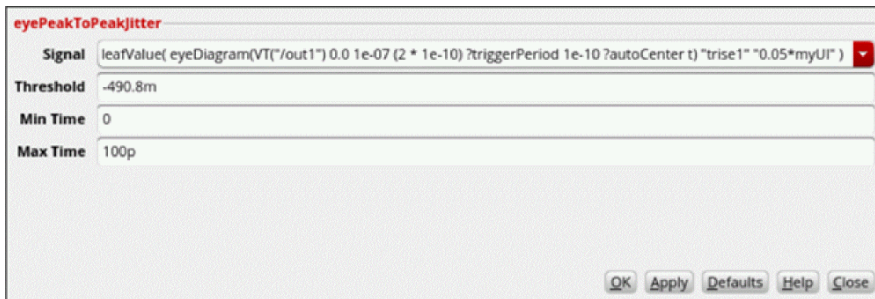 eyePeakToPeakJitter
Signal leafValue( eyeDiagram(VT("/out1") 0.0 1e-07 (2 * 1e-10) ?triggerPeriod 1e-10 ?autoCenter t) "trise1" "0.05*myUI" )
Threshold -490.8m
Min Time 0
Max Time 100p
OK Apply Defaults Help Close